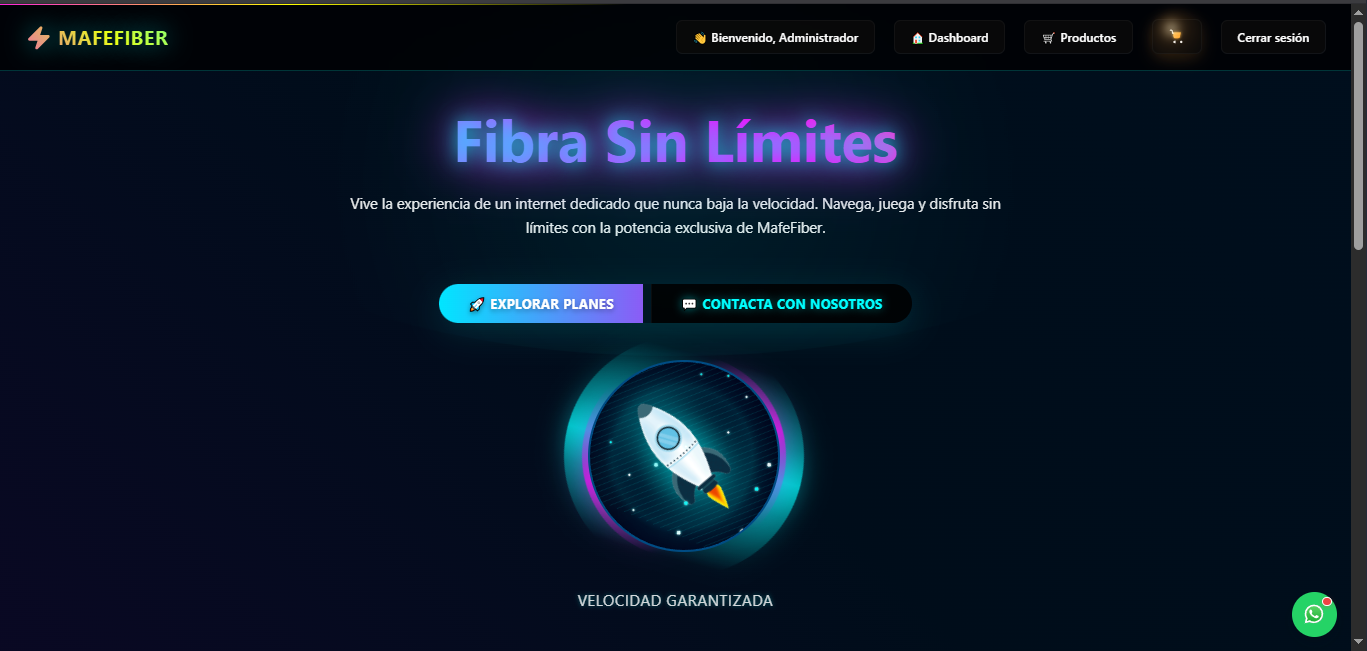 MAFEFIBER
Bienvenido, Administrador
Dashboard
Productos
Cerrar sesión
Fibra Sin Límites
Vive la experiencia de un internet dedicado que nunca baja la velocidad. Navega, juega y disfruta sin
límites con la potencia exclusiva de MafeFiber.
EXPLORAR PLANES
CONTACTA CON NOSOTROS
VELOCIDAD GARANTIZADA